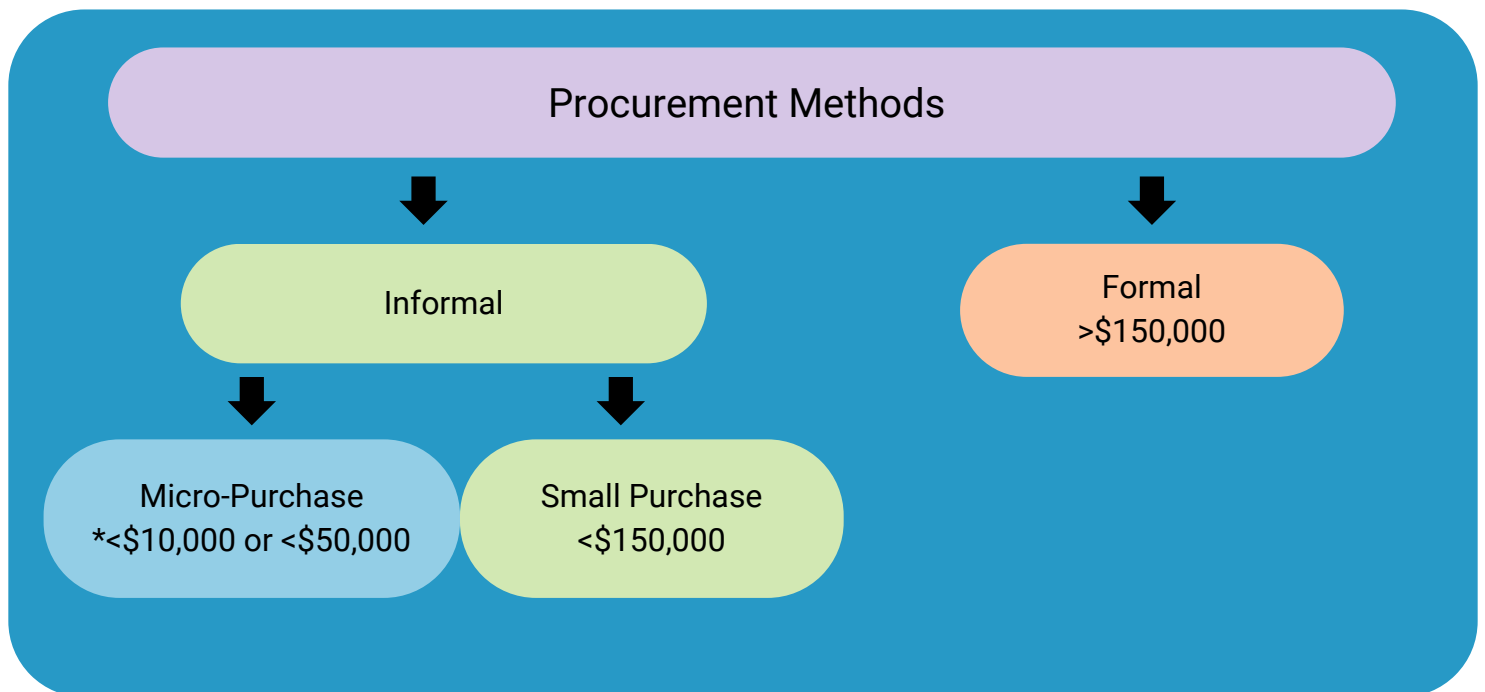 Procurement Methods
Informal
Formal
>$150,000
Micro-Purchase
*<$10,000 or <$50,000
Small Purchase
<$150,000